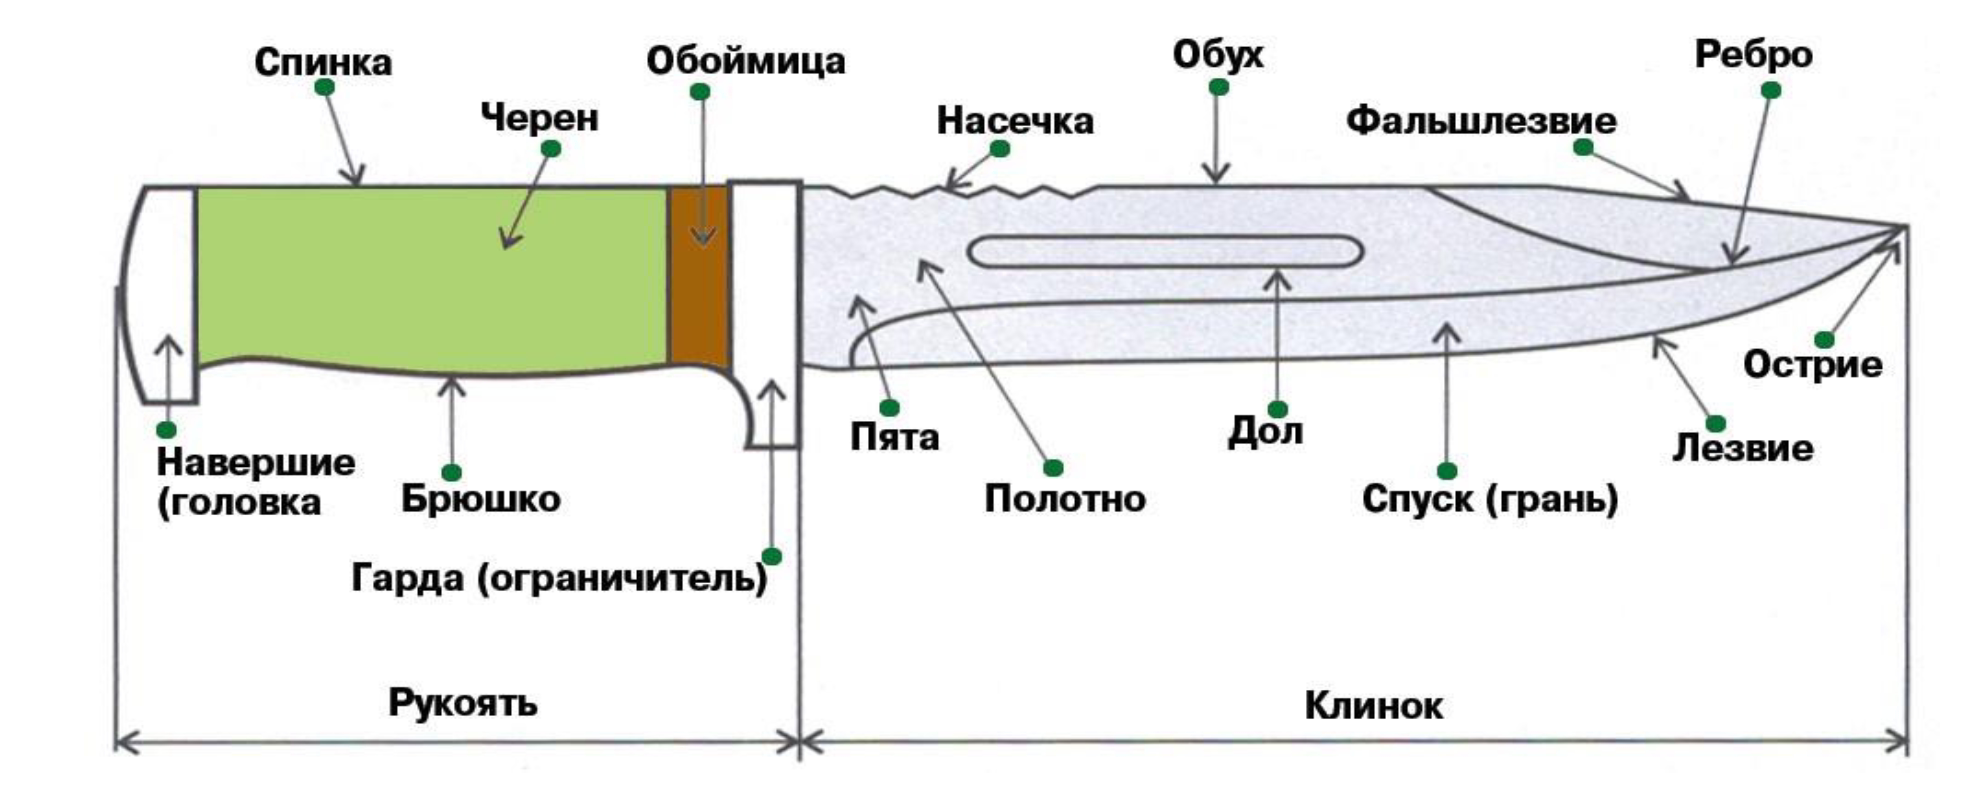 Спинка
Обоймица
Обух
Ребро
Черен
Насечка
Фальшлезвие
Острие
Пята
Дол
Лезвие
Навершие
(головка
Брюшко
Полотно
Спуск (грань)
Гарда (ограничитель)
Рукоять
Клинок